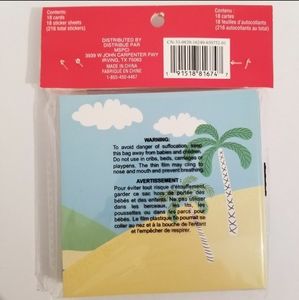 Contents:
18 cards
18 sticker sheets
(216 total stickers)
Contenu :
18 cartes
18 feuilles d'autocollants
(216 autocollants au total)
DISTRIBUTED BY
DISTRIBUÉ PAR
MSPCI
3939 W JOHN CARPENTER FWY
IRVING, TX 75063
MADE IN CHINA
FABRIQUÉ EN CHINE
1-800-450-4467
1 91518 81674 7
WARNING:
To avoid danger of suffocation, keep
this bag away from babies and children.
Do not use in cribs, beds, carriages or
playpens. The thin film may cling to
nose and mouth and prevent breathing.
AVERTISSEMENT :
Pour éviter tout risque d'étouffement,
garder ce sac hors de portée des
bébés et des enfants. Ne pas utiliser
dans les berceaux, les lits, les
poussettes ou dans les parcs pour
bébés. Le film plastique fin pourrait se
coller au nez et à la bouche de l'enfant
et l'empêcher de respirer.